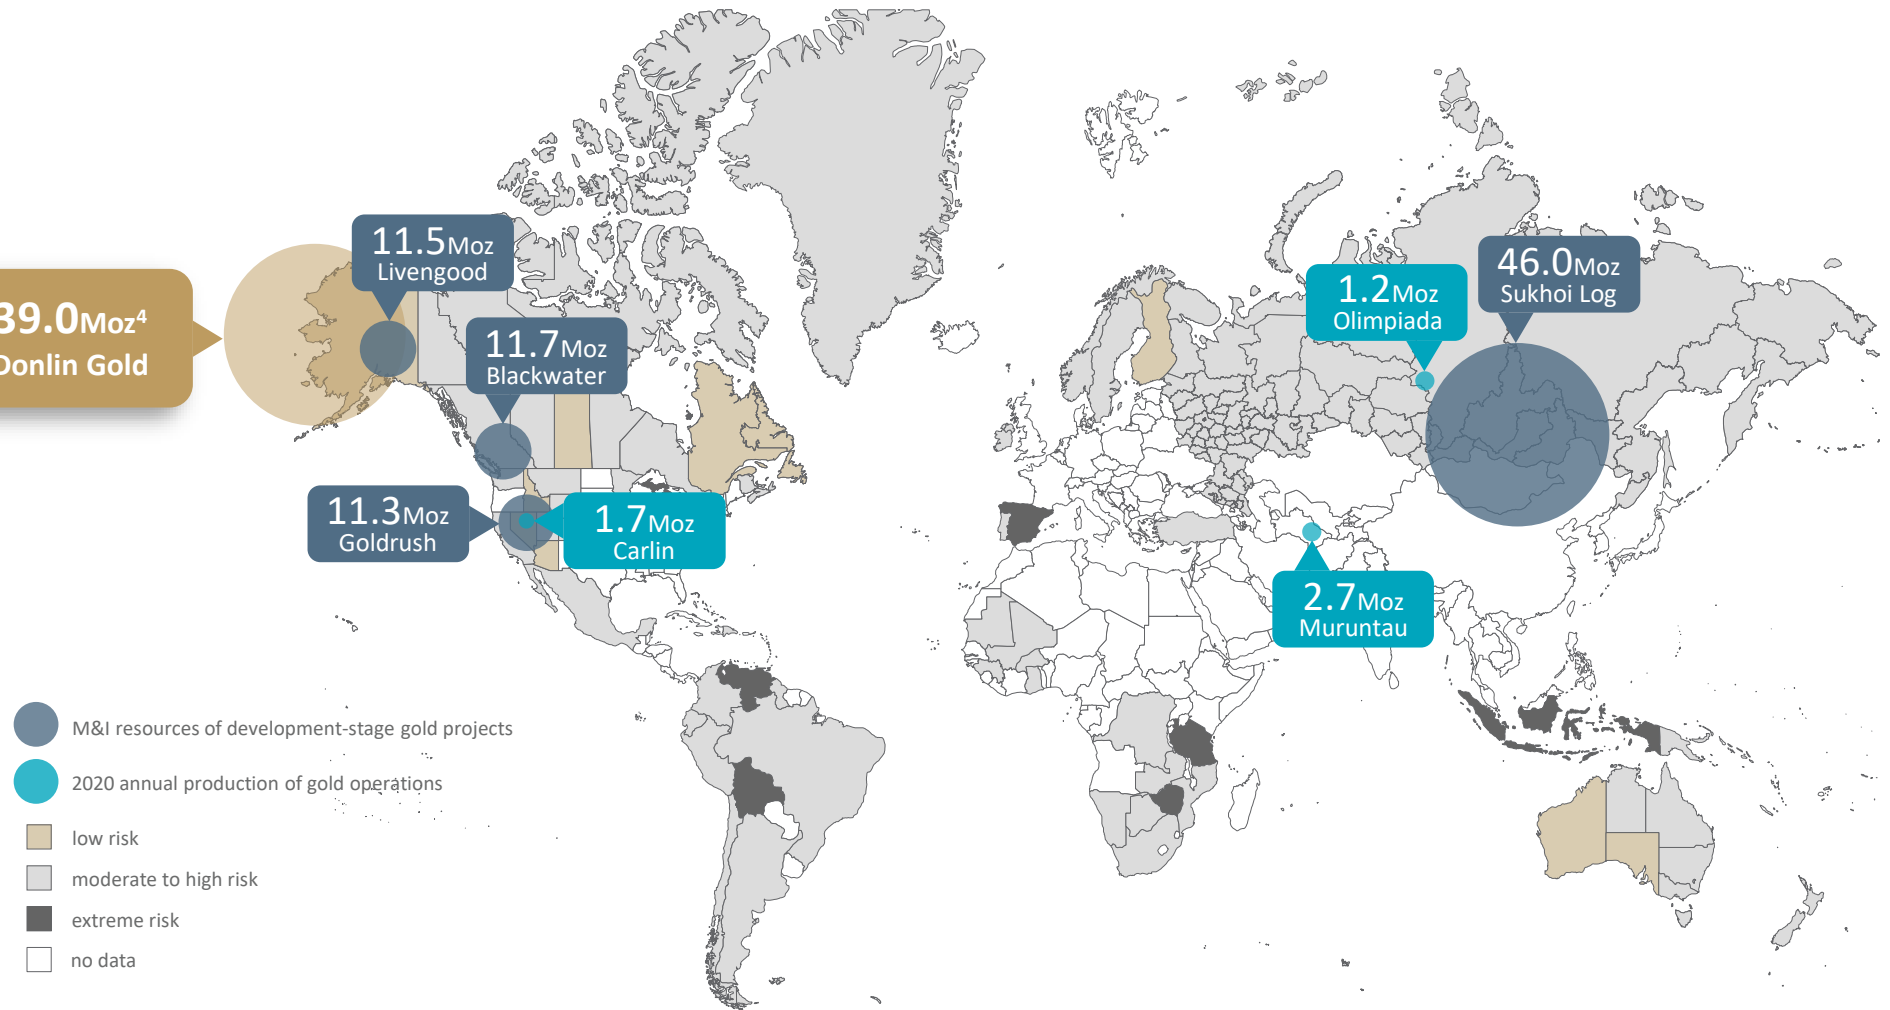 11.5Moz
Livengood
39.0Moz⁴
Donlin Gold
11.7Moz
Blackwater
11.3Moz
Goldrush
1.7Moz
Carlin
1.2Moz
Olimpiada
46.0Moz
Sukhoi Log
2.7Moz
Muruntau
M&I resources of development-stage gold projects
2020 annual production of gold operations
low risk
moderate to high risk
extreme risk
no data